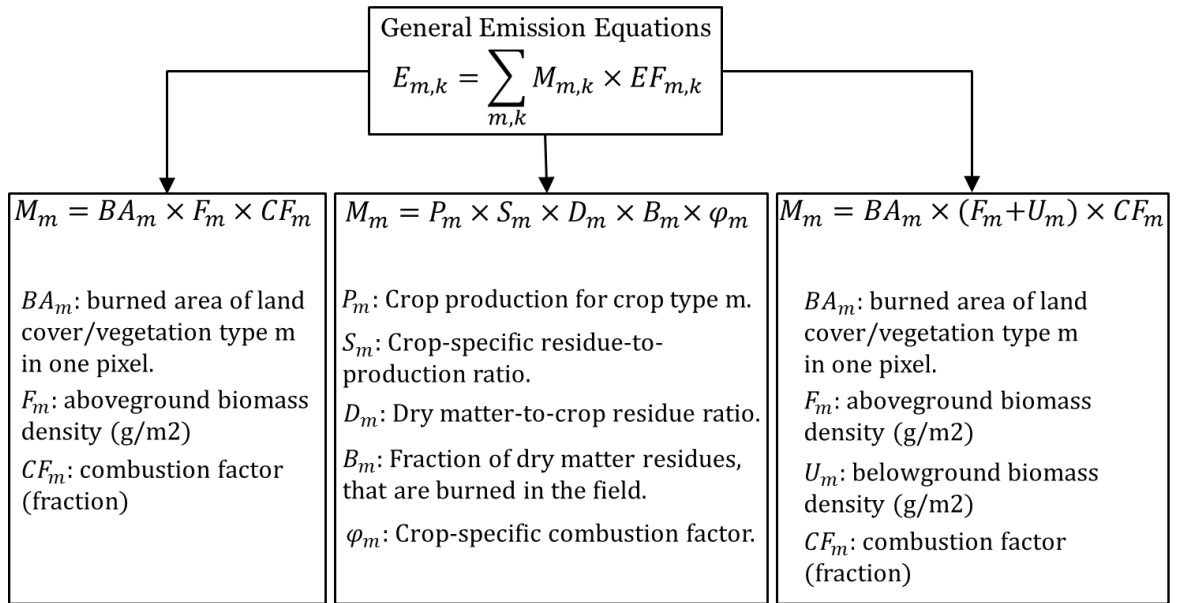 General Emission Equations
E_{m,k} = \sum_{m,k} M_{m,k} × EF_{m,k}
M_m = BA_m × F_m × CF_m
BA_m: burned area of land
cover/vegetation type m
in one pixel.
F_m: aboveground biomass
density (g/m2)
CF_m: combustion factor
(fraction)
M_m = P_m × S_m × D_m × B_m × φ_m
P_m: Crop production for crop type m.
S_m: Crop-specific residue-to-
production ratio.
D_m: Dry matter-to-crop residue ratio.
B_m: Fraction of dry matter residues,
that are burned in the field.
φ_m: Crop-specific combustion factor.
M_m = BA_m × (F_m+U_m) × CF_m
BA_m: burned area of land
cover/vegetation type m
in one pixel.
F_m: aboveground biomass
density (g/m2)
U_m: belowground biomass
density (g/m2)
CF_m: combustion factor
(fraction)